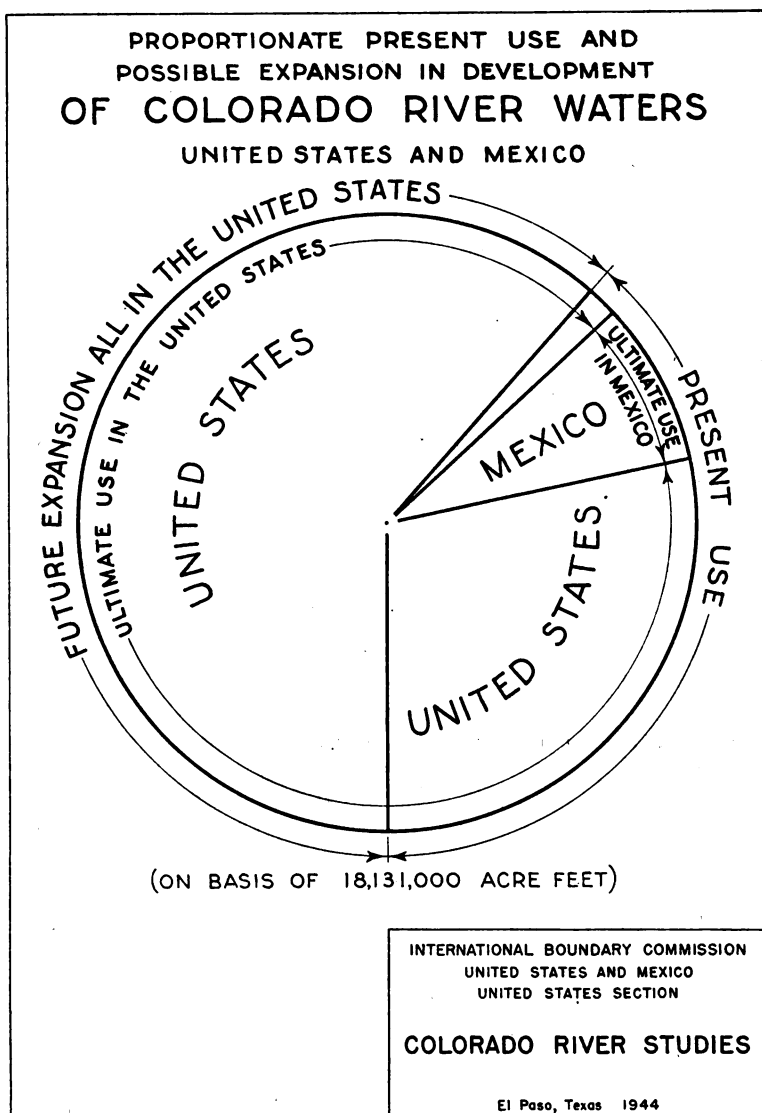 PROPORTIONATE PRESENT USE AND
POSSIBLE EXPANSION IN DEVELOPMENT
OF COLORADO RIVER WATERS
UNITED STATES AND MEXICO
FUTURE EXPANSION ALL IN THE UNITED STATES
ULTIMATE USE IN THE UNITED STATES
UNITED STATES
ULTIMATE USE
IN MEXICO
MEXICO
PRESENT USE
UNITED STATES
(ON BASIS OF 18,131,000 ACRE FEET)
INTERNATIONAL BOUNDARY COMMISSION
UNITED STATES AND MEXICO
UNITED STATES SECTION
COLORADO RIVER STUDIES
El Paso, Texas 1944